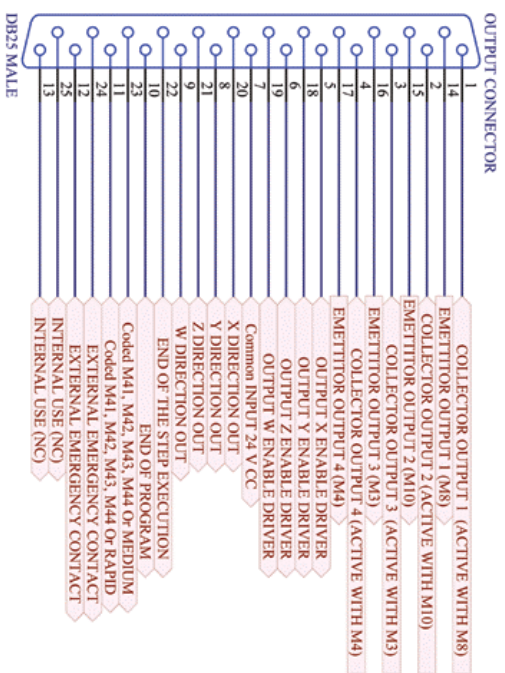 OUTPUT CONNECTOR
1 COLLECTOR OUTPUT 1 (ACTIVE WITH M8)
14 EMETTITOR OUTPUT 1 (M8)
2 COLLECTOR OUTPUT 2 (ACTIVE WITH M10)
15 EMETTITOR OUTPUT 2 (M10)
3 COLLECTOR OUTPUT 3 (ACTIVE WITH M3)
16 EMETTITOR OUTPUT 3 (M3)
4 COLLECTOR OUTPUT 4 (ACTIVE WITH M4)
17 EMETTITOR OUTPUT 4 (M4)
5 OUTPUT X ENABLE DRIVER
18 OUTPUT Y ENABLE DRIVER
6 OUTPUT Z ENABLE DRIVER
19 OUTPUT W ENABLE DRIVER
7 Common INPUT 24 VCC
20 X DIRECTION OUT
8 Y DIRECTION OUT
21 Z DIRECTION OUT
9 W DIRECTION OUT
22 END OF THE STEP EXECUTION
10 END OF PROGRAM
23 Coded M41, M42, M43, M44 Or MEDIUM
11 Coded M41, M42, M43, M44 Or RAPID
24 EXTERNAL EMERGENCY CONTACT
12 EXTERNAL EMERGENCY CONTACT
25 INTERNAL USE (NC)
13 INTERNAL USE (NC)
DB25 MALE